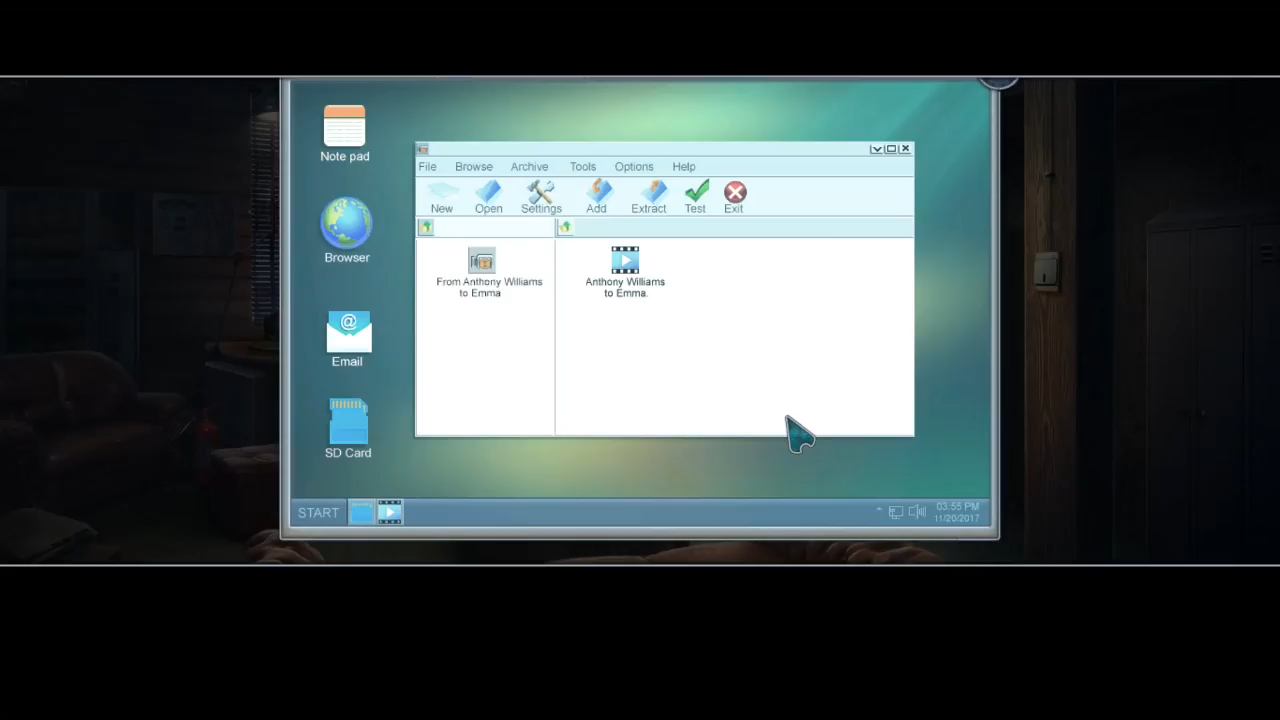 Note pad
Browser
Email
SD Card
File Browse Archive Tools Options Help
New Open Settings Add Extract Test Exit
From Anthony Williams
to Emma
Anthony Williams
to Emma.
START
03:55 PM
11/20/2017